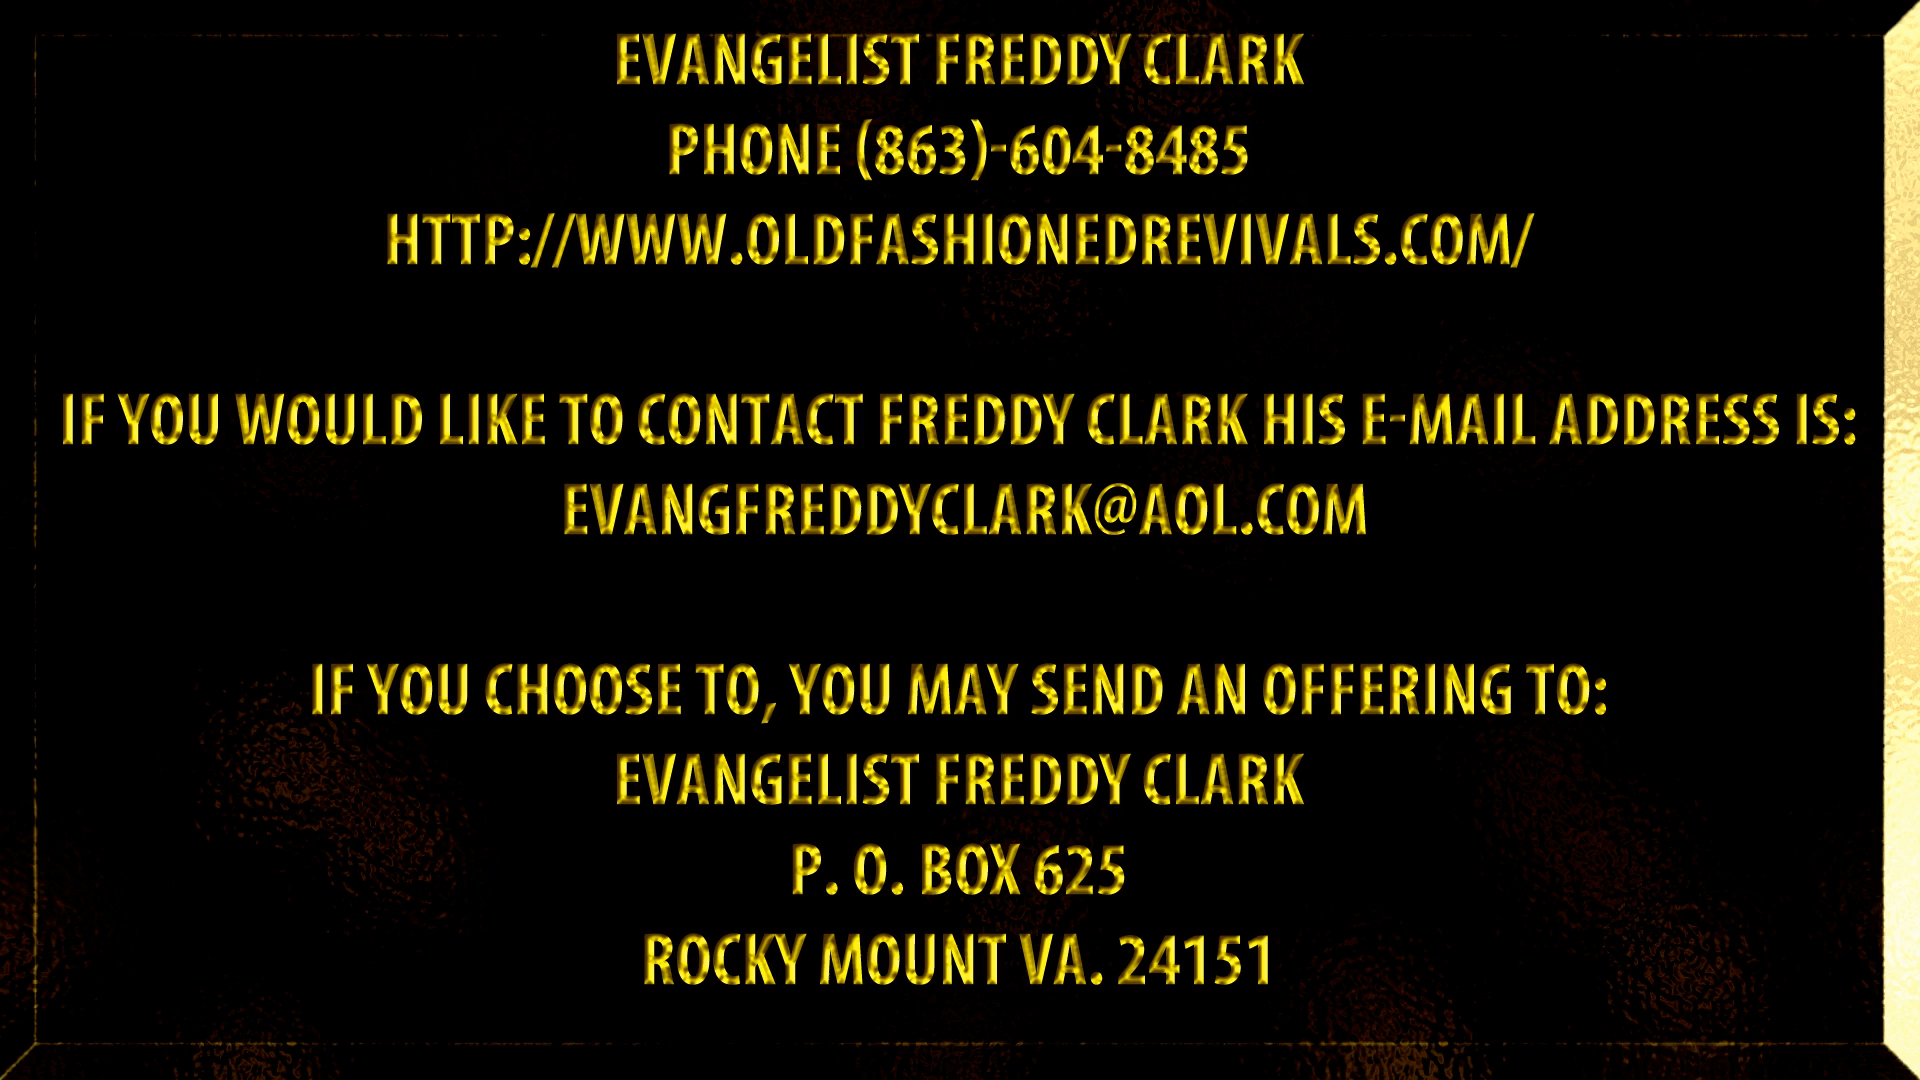 EVANGELIST FREDDY CLARK
PHONE (863)-604-8485
HTTP://WWW.OLDFASHIONEDREVIVALS.COM/
IF YOU WOULD LIKE TO CONTACT FREDDY CLARK HIS E-MAIL ADDRESS IS:
EVANGFREDDYCLARK@AOL.COM
IF YOU CHOOSE TO, YOU MAY SEND AN OFFERING TO:
EVANGELIST FREDDY CLARK
P. O. BOX 625
ROCKY MOUNT VA. 24151